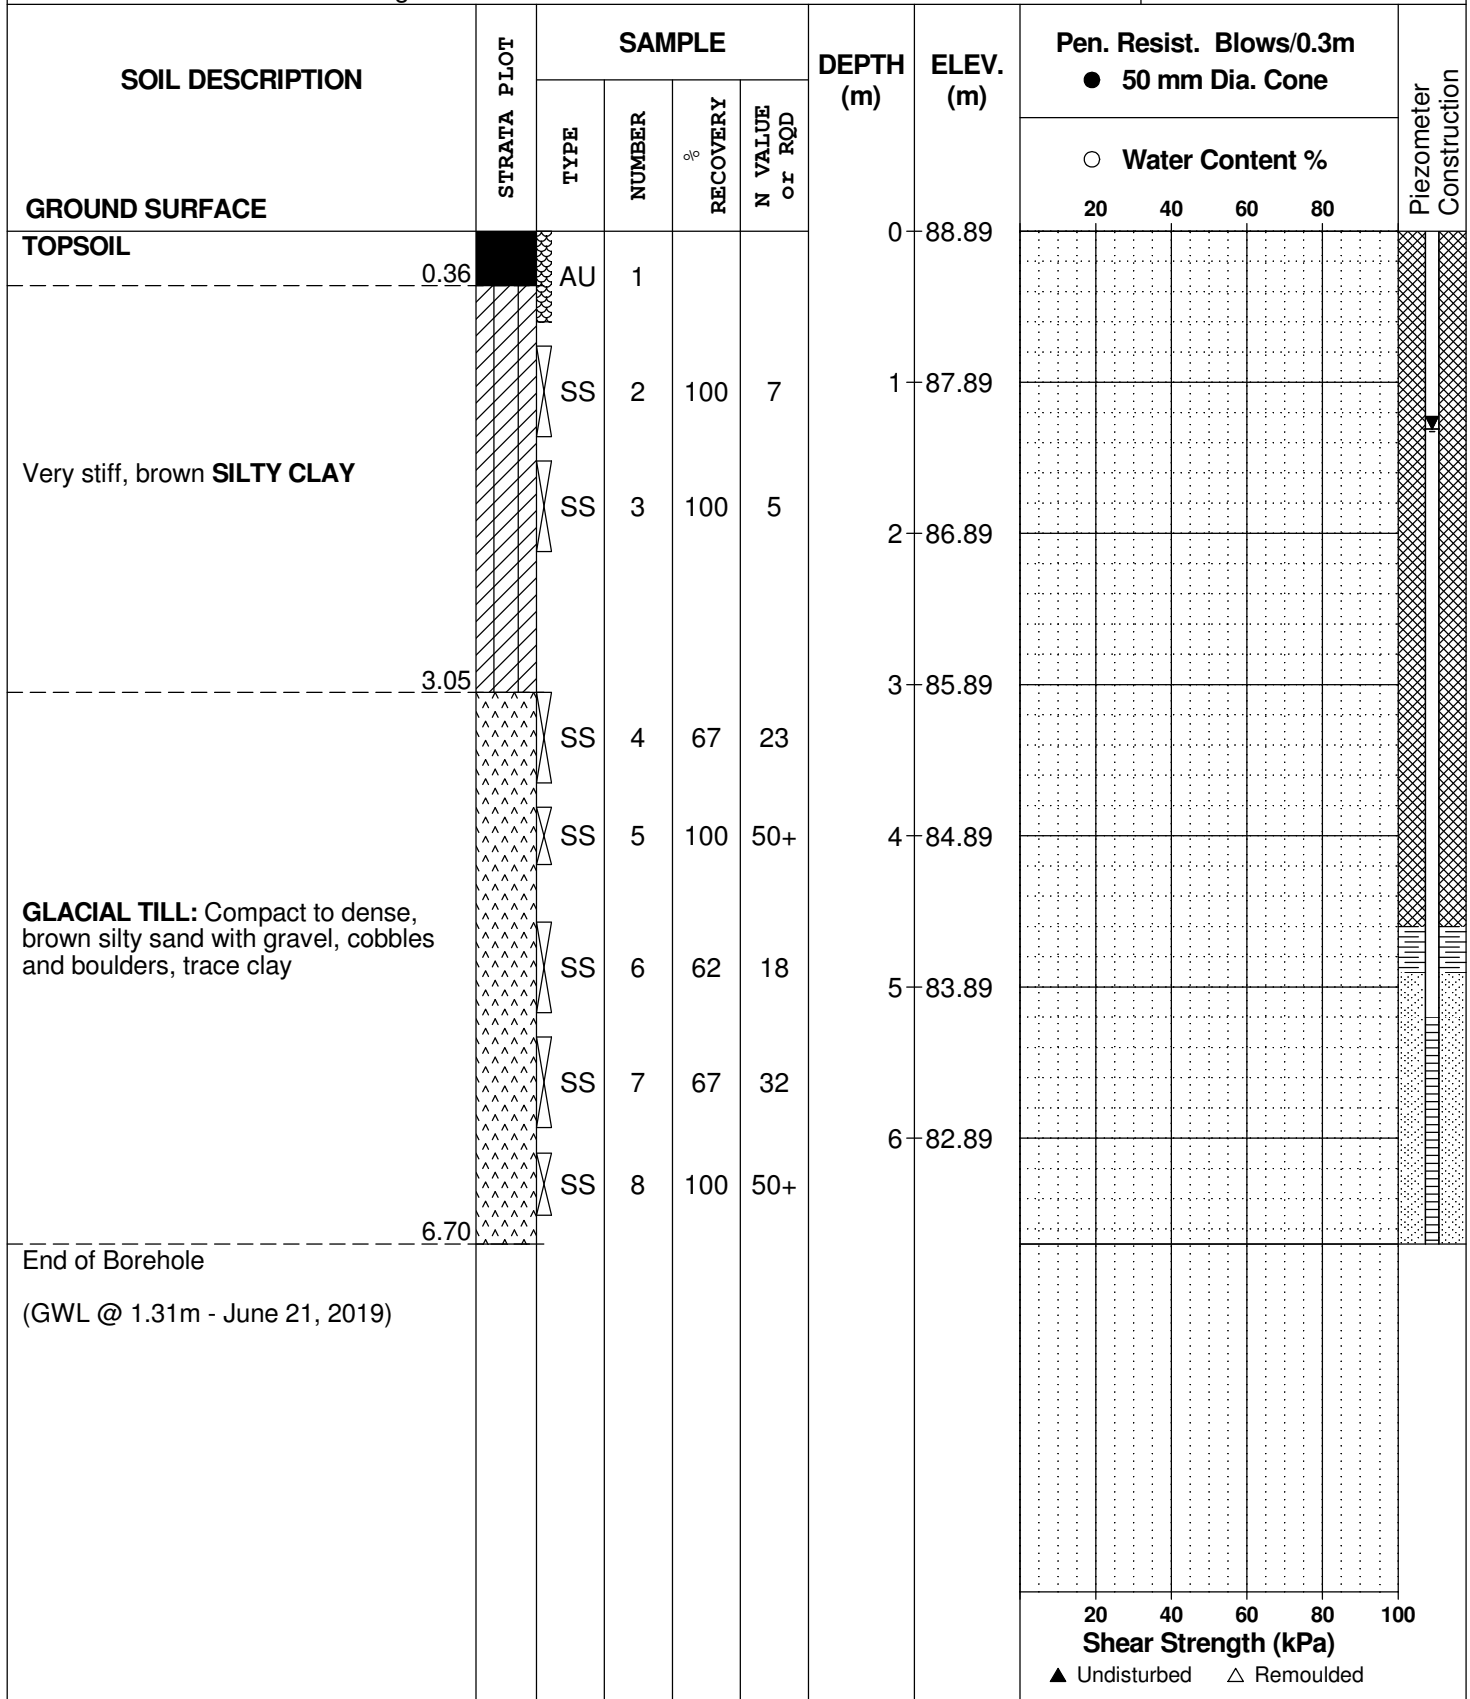 SOIL DESCRIPTION
GROUND SURFACE
STRATA PLOT
SAMPLE
TYPE
NUMBER
%
RECOVERY
N VALUE
or RQD
DEPTH
(m)
ELEV.
(m)
Pen. Resist. Blows/0.3m
● 50 mm Dia. Cone
○ Water Content %
20 40 60 80
Piezometer
Construction
TOPSOIL
0.36
AU 1
0 88.89
SS 2 100 7
1 87.89
Very stiff, brown SILTY CLAY
SS 3 100 5
2 86.89
3.05
3 85.89
SS 4 67 23
SS 5 100 50+
4 84.89
GLACIAL TILL: Compact to dense,
brown silty sand with gravel, cobbles
and boulders, trace clay
SS 6 62 18
5 83.89
SS 7 67 32
6 82.89
SS 8 100 50+
6.70
End of Borehole
(GWL @ 1.31m - June 21, 2019)
20 40 60 80 100
Shear Strength (kPa)
▲ Undisturbed △ Remoulded